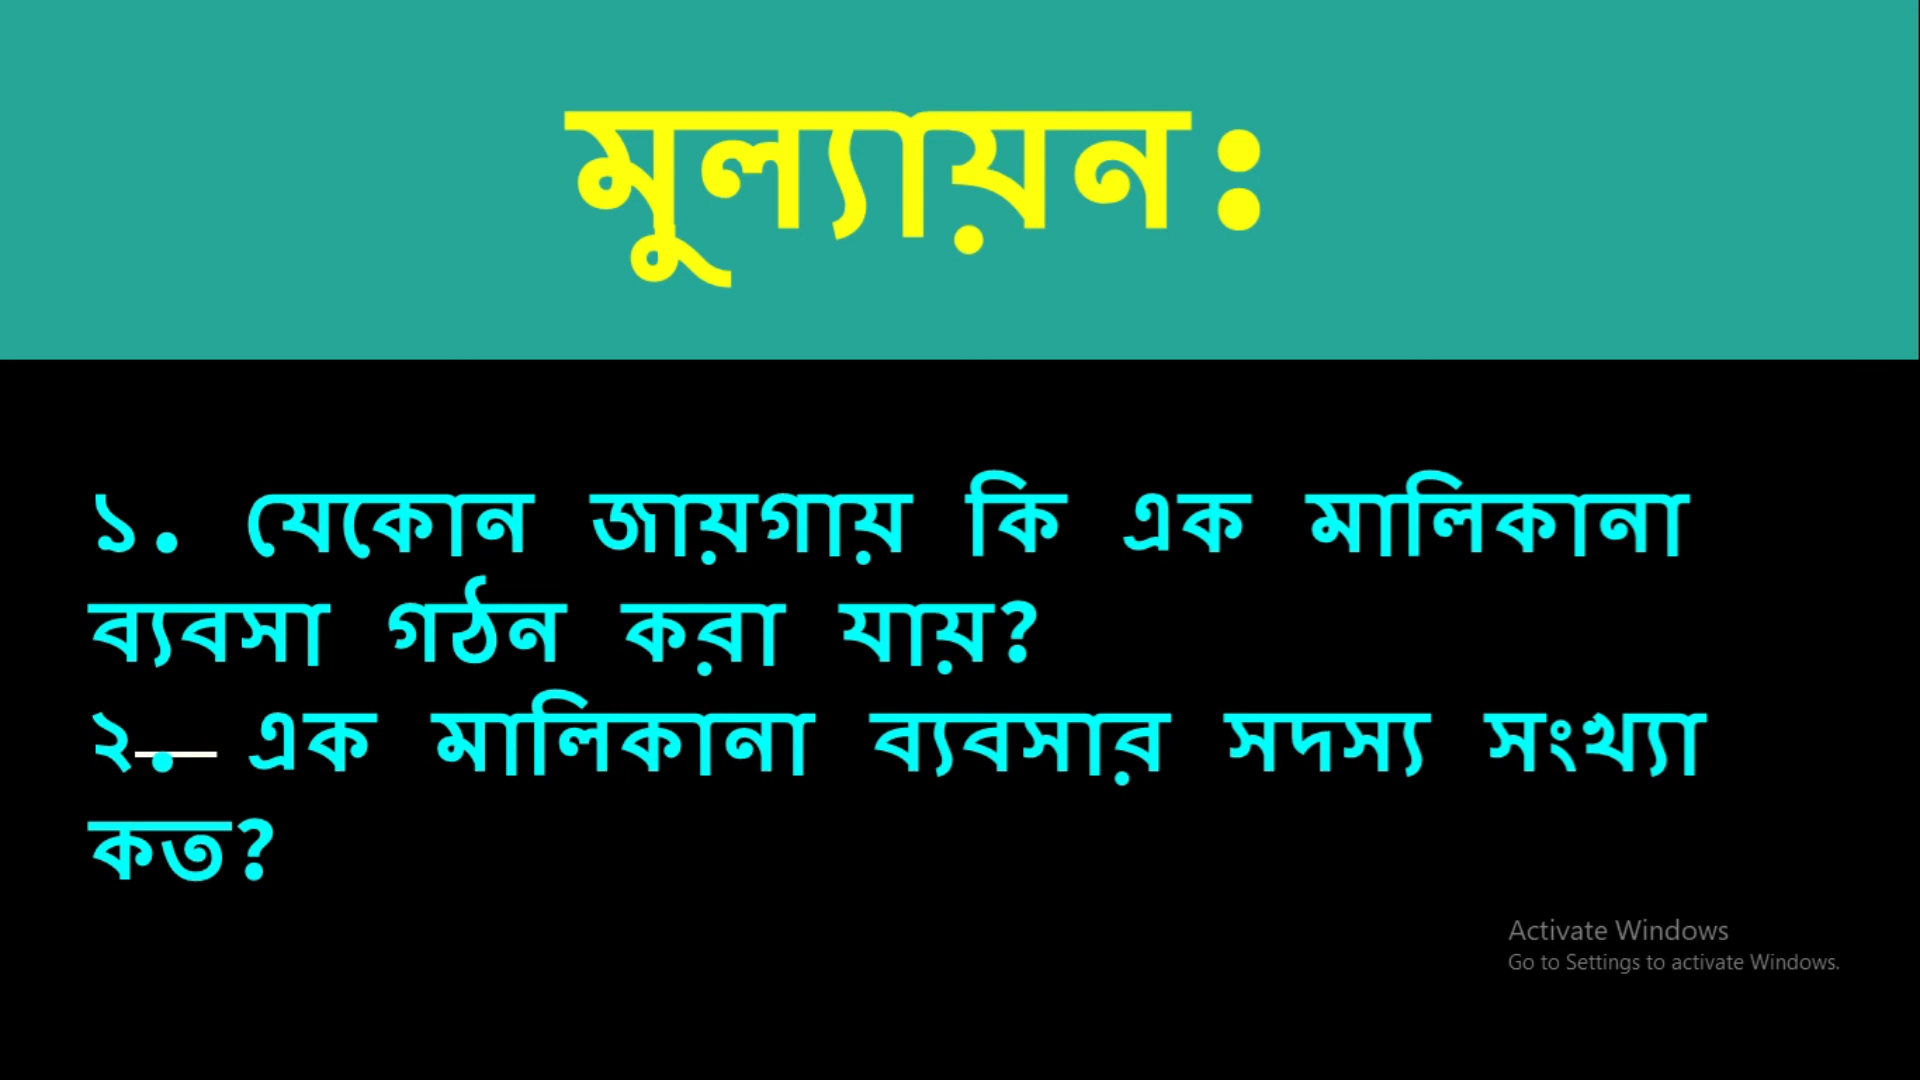 মুল্যায়ন:
১. যেকোন জায়গায় কি এক মালিকানা
ব্যবসা গঠন করা যায়?
২. এক মালিকানা ব্যবসার সদস্য সংখ্যা
কত?
Activate Windows
Go to Settings to activate Windows.